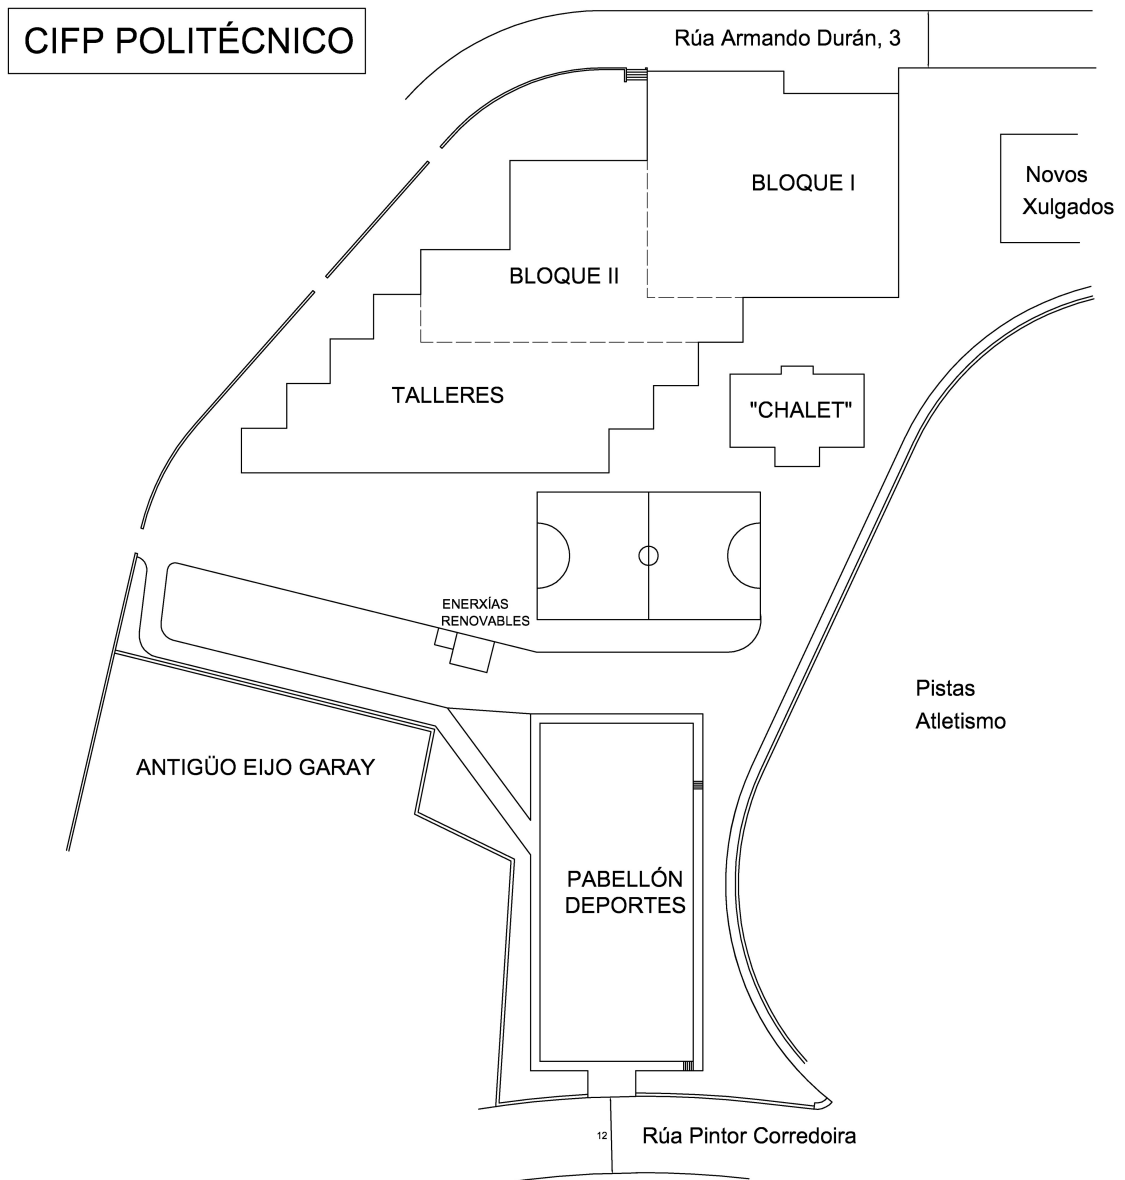 CIFP POLITÉCNICO
Rúa Armando Durán, 3
BLOQUE I
Novos
Xulgados
BLOQUE II
TALLERES
"CHALET"
ENERXÍAS
RENOVABLES
Pistas
Atletismo
ANTIGÜO EIJO GARAY
PABELLÓN
DEPORTES
12
Rúa Pintor Corredoira